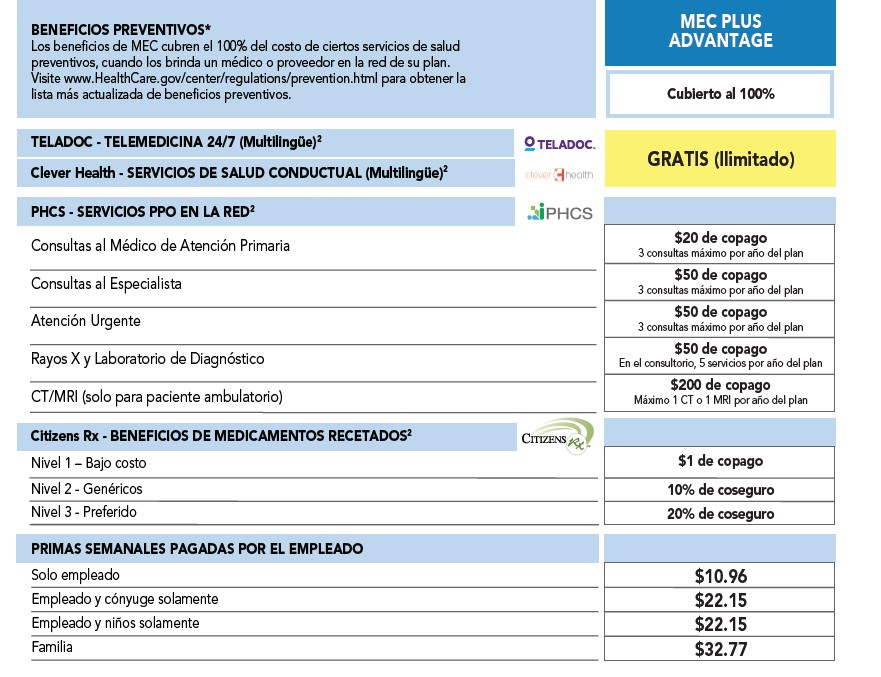 BENEFICIOS PREVENTIVOS*
Los beneficios de MEC cubren el 100% del costo de ciertos servicios de salud
preventivos, cuando los brinda un médico o proveedor en la red de su plan.
Visite www.HealthCare.gov/center/regulations/prevention.html para obtener la
lista más actualizada de beneficios preventivos.
MEC PLUS
ADVANTAGE
Cubierto al 100%
TELADOC - TELEMEDICINA 24/7 (Multilingüe)²
TELADOC.
Clever Health - SERVICIOS DE SALUD CONDUCTUAL (Multilingüe)²
clever health
GRATIS (Ilimitado)
PHCS - SERVICIOS PPO EN LA RED²
PHCS
Consultas al Médico de Atención Primaria
$20 de copago
3 consultas máximo por año del plan
Consultas al Especialista
$50 de copago
3 consultas máximo por año del plan
Atención Urgente
$50 de copago
3 consultas máximo por año del plan
Rayos X y Laboratorio de Diagnóstico
$50 de copago
En el consultorio, 5 servicios por año del plan
CT/MRI (solo para paciente ambulatorio)
$200 de copago
Máximo 1 CT o 1 MRI por año del plan
Citizens Rx - BENEFICIOS DE MEDICAMENTOS RECETADOS²
CITIZENS Rx
Nivel 1 – Bajo costo
$1 de copago
Nivel 2 - Genéricos
10% de coseguro
Nivel 3 - Preferido
20% de coseguro
PRIMAS SEMANALES PAGADAS POR EL EMPLEADO
Solo empleado
$10.96
Empleado y cónyuge solamente
$22.15
Empleado y niños solamente
$22.15
Familia
$32.77